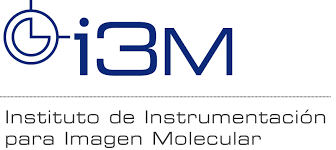 i3M
Instituto de Instrumentación
para Imagen Molecular